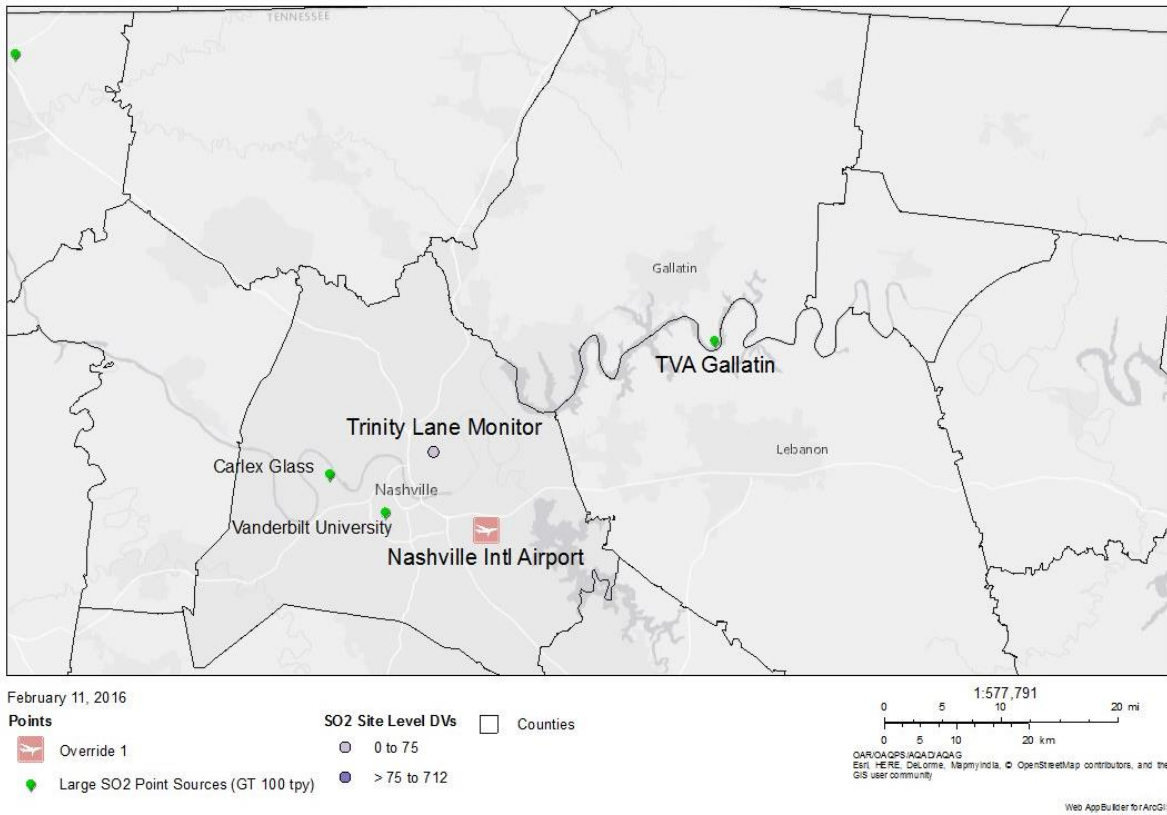 TENNESSEE
Gallatin
TVA Gallatin
Trinity Lane Monitor
Lebanon
Carlex Glass
Nashville
Vanderbilt University
Nashville Intl Airport
February 11, 2016
Points
Override 1
Large SO2 Point Sources (GT 100 tpy)
SO2 Site Level DVs
0 to 75
> 75 to 712
Counties
1:577,791
0 5 10 20 mi
0 5 10 20 km
OAR/OAQPS/AQAD/AQAG
Esri, HERE, DeLorme, MapmyIndia, © OpenStreetMap contributors, and the
GIS user community
Web AppBuilder for ArcGIS